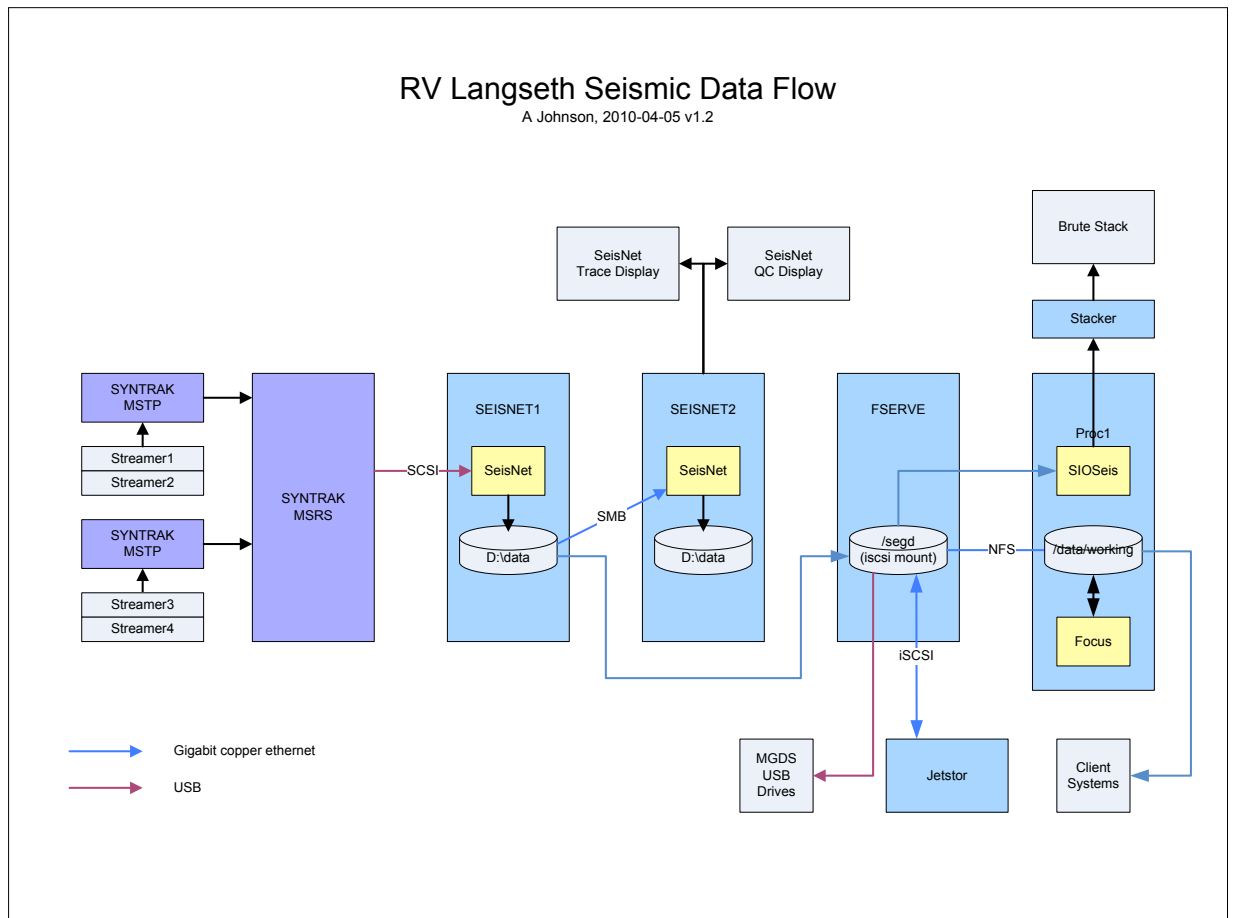 RV Langseth Seismic Data Flow
A Johnson, 2010-04-05 v1.2
Brute Stack
SeisNet
Trace Display
SeisNet
QC Display
Stacker
SYNTRAK
MSTP
Streamer1
Streamer2
SYNTRAK
MSTP
Streamer3
Streamer4
SYNTRAK
MSRS
SCSI
SEISNET1
SeisNet
D:\data
SMB
SEISNET2
SeisNet
D:\data
FSERVE
/segd
(iscsi mount)
NFS
Proc1
SIOSeis
/data/working
Focus
iSCSI
Gigabit copper ethernet
USB
MGDS
USB
Drives
Jetstor
Client
Systems